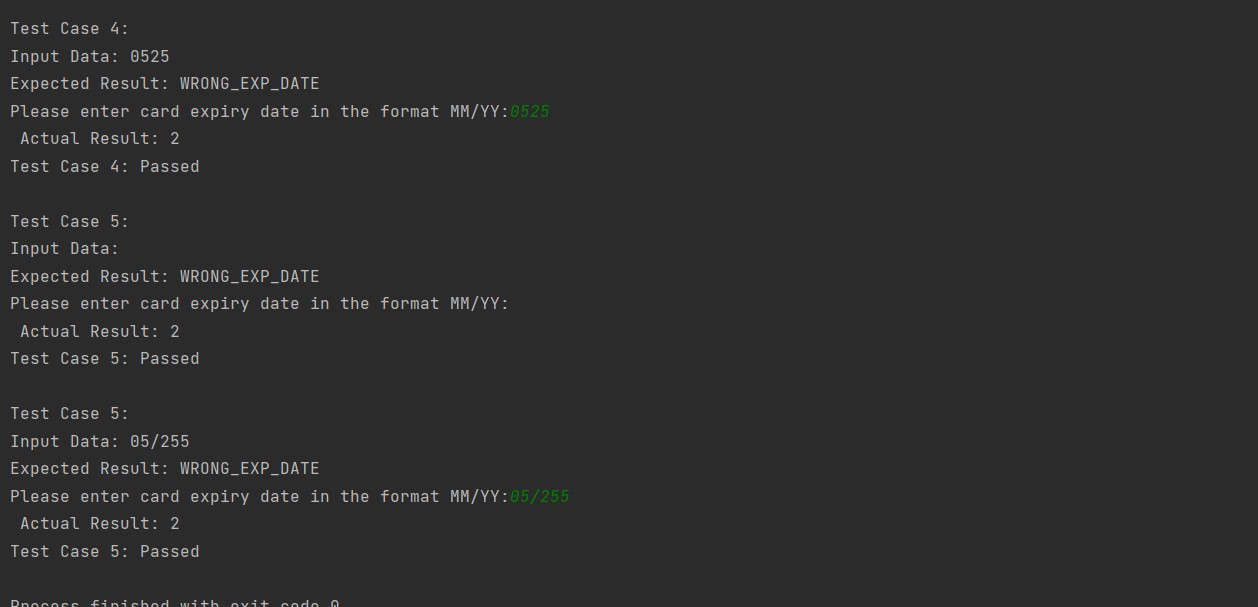 Test Case 4:
Input Data: 0525
Expected Result: WRONG_EXP_DATE
Please enter card expiry date in the format MM/YY:0525
 Actual Result: 2
Test Case 4: Passed

Test Case 5:
Input Data:
Expected Result: WRONG_EXP_DATE
Please enter card expiry date in the format MM/YY:
 Actual Result: 2
Test Case 5: Passed

Test Case 5:
Input Data: 05/255
Expected Result: WRONG_EXP_DATE
Please enter card expiry date in the format MM/YY:05/255
 Actual Result: 2
Test Case 5: Passed

Process finished with exit code 0